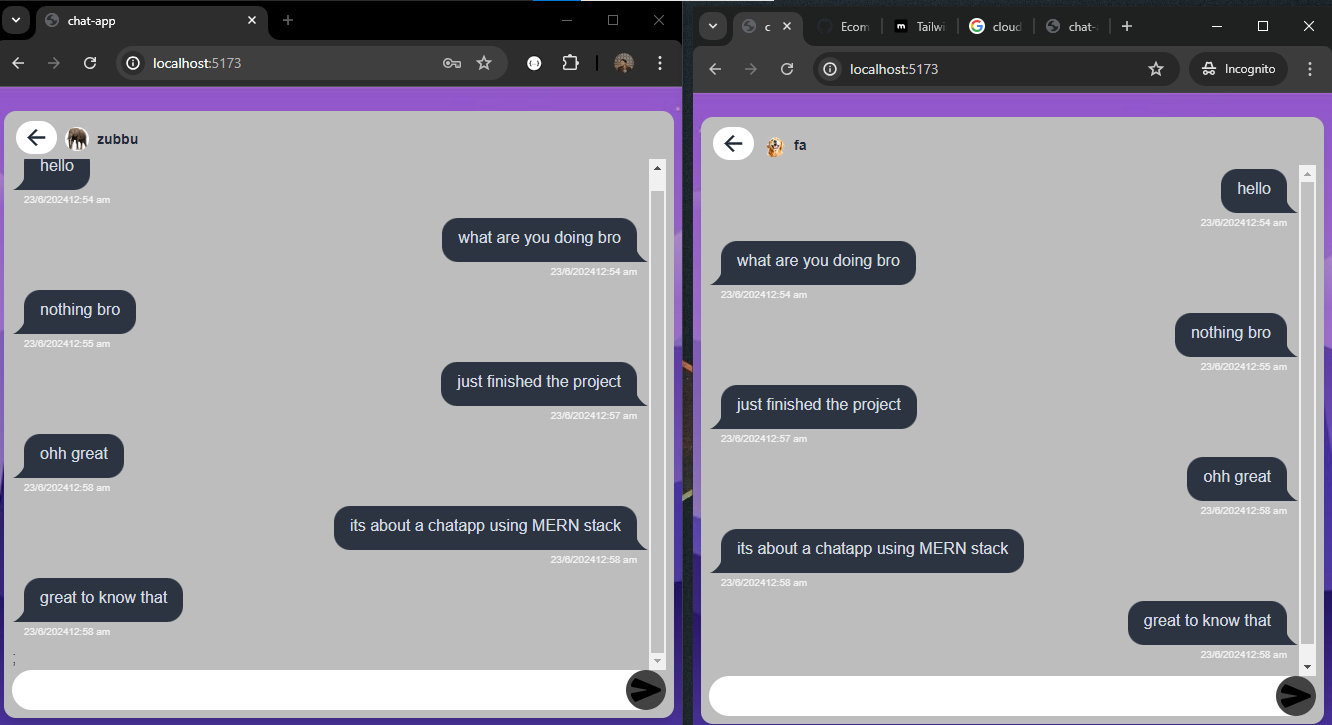 chat-app
localhost:5173
zubbu
hello
23/6/202412:54 am
what are you doing bro
23/6/202412:54 am
nothing bro
23/6/202412:55 am
just finished the project
23/6/202412:57 am
ohh great
23/6/202412:58 am
its about a chatapp using MERN stack
23/6/202412:58 am
great to know that
23/6/202412:58 am
;
c
Ecom
Tailwi
cloud
chat-
localhost:5173
Incognito
fa
hello
23/6/202412:54 am
what are you doing bro
23/6/202412:54 am
nothing bro
23/6/202412:55 am
just finished the project
23/6/202412:57 am
ohh great
23/6/202412:58 am
its about a chatapp using MERN stack
23/6/202412:58 am
great to know that
23/6/202412:58 am